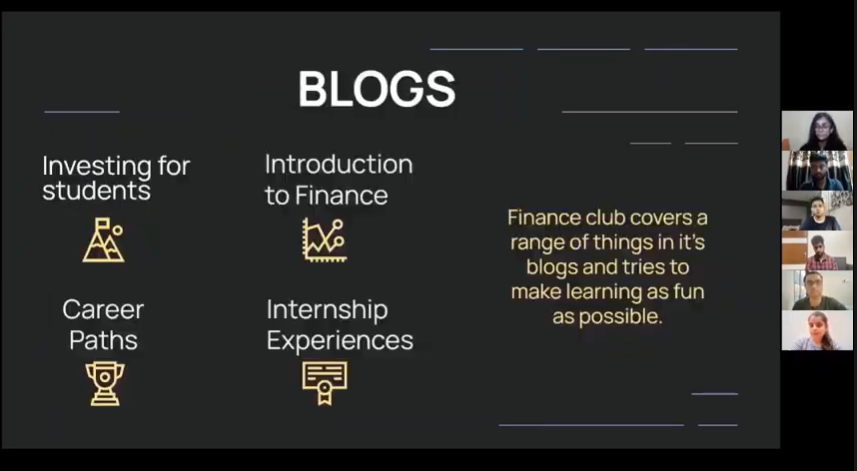 BLOGS
Investing for
students
Introduction
to Finance
Career
Paths
Internship
Experiences
Finance club covers a
range of things in it's
blogs and tries to
make learning as fun
as possible.